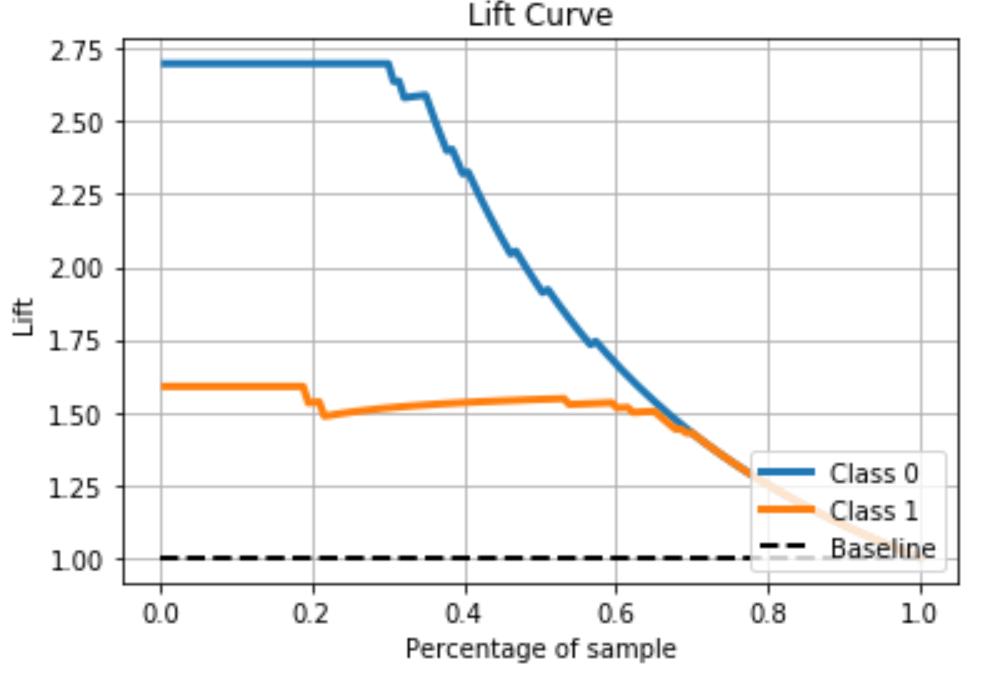 Lift Curve
2.75
2.50
2.25
2.00
1.75
1.50
1.25
1.00
Lift
Class 0
Class 1
Baseline
0.0 0.2 0.4 0.6 0.8 1.0
Percentage of sample